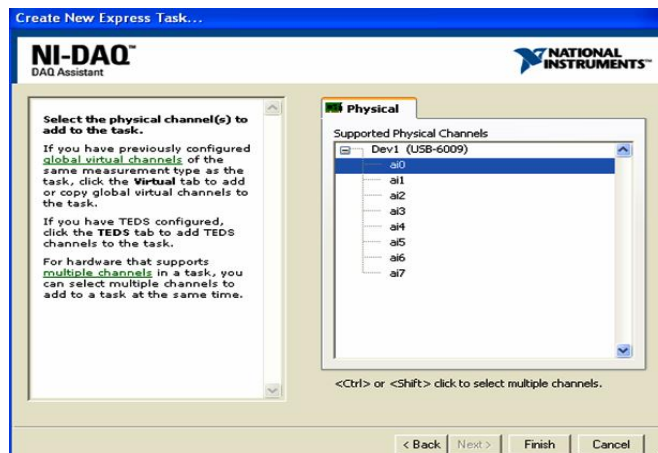 Create New Express Task...
NI-DAQ™
DAQ Assistant
NATIONAL
INSTRUMENTS™
Select the physical channel(s) to
add to the task.
If you have previously configured
global virtual channels of the
same measurement type as the
task, click the Virtual tab to add
or copy global virtual channels to
the task.
If you have TEDS configured,
click the TEDS tab to add TEDS
channels to the task.
For hardware that supports
multiple channels in a task, you
can select multiple channels to
add to a task at the same time.
Physical
Supported Physical Channels
Dev1 (USB-6009)
ai0
ai1
ai2
ai3
ai4
ai5
ai6
ai7
<Ctrl> or <Shift> click to select multiple channels.
< Back Next > Finish Cancel